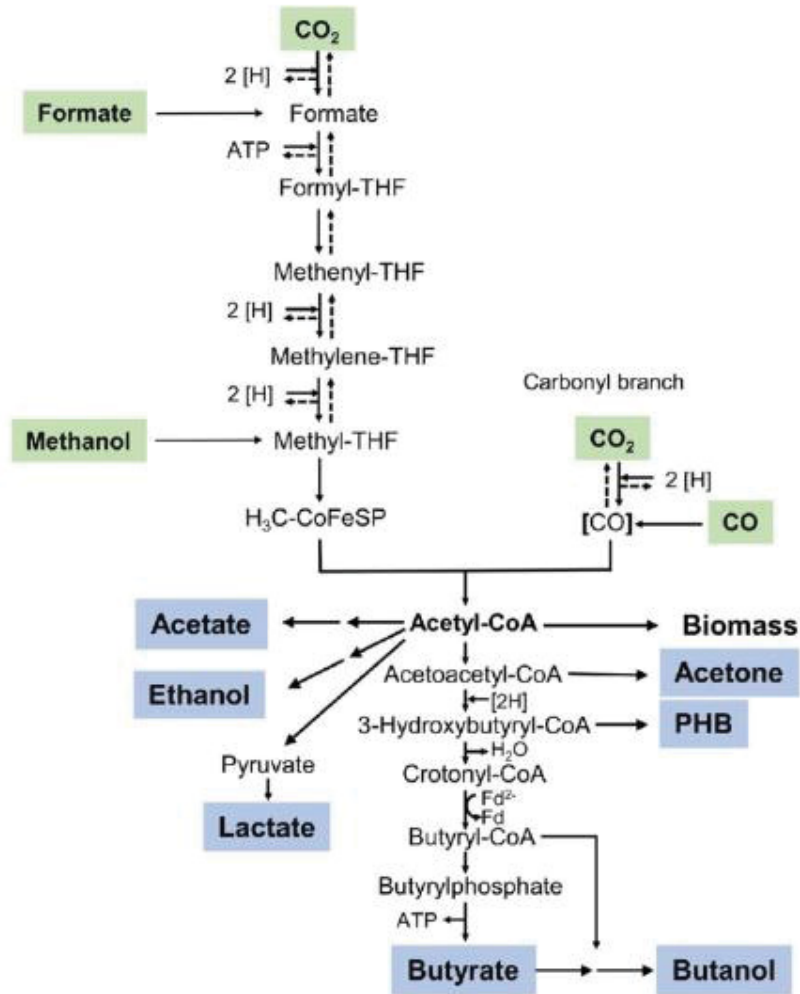 CO₂
2 [H]
Formate
Formate
ATP
Formyl-THF
Methenyl-THF
2 [H]
Methylene-THF
Carbonyl branch
2 [H]
Methanol
Methyl-THF
CO₂
2 [H]
H₃C-CoFeSP
[CO]
CO
Acetate
Acetyl-CoA
Biomass
Ethanol
Acetoacetyl-CoA
Acetone
[2H]
3-Hydroxybutyryl-CoA
PHB
Pyruvate
H₂O
Crotonyl-CoA
Lactate
Fd²⁻
Fd
Butyryl-CoA
Butyrylphosphate
ATP
Butyrate
Butanol